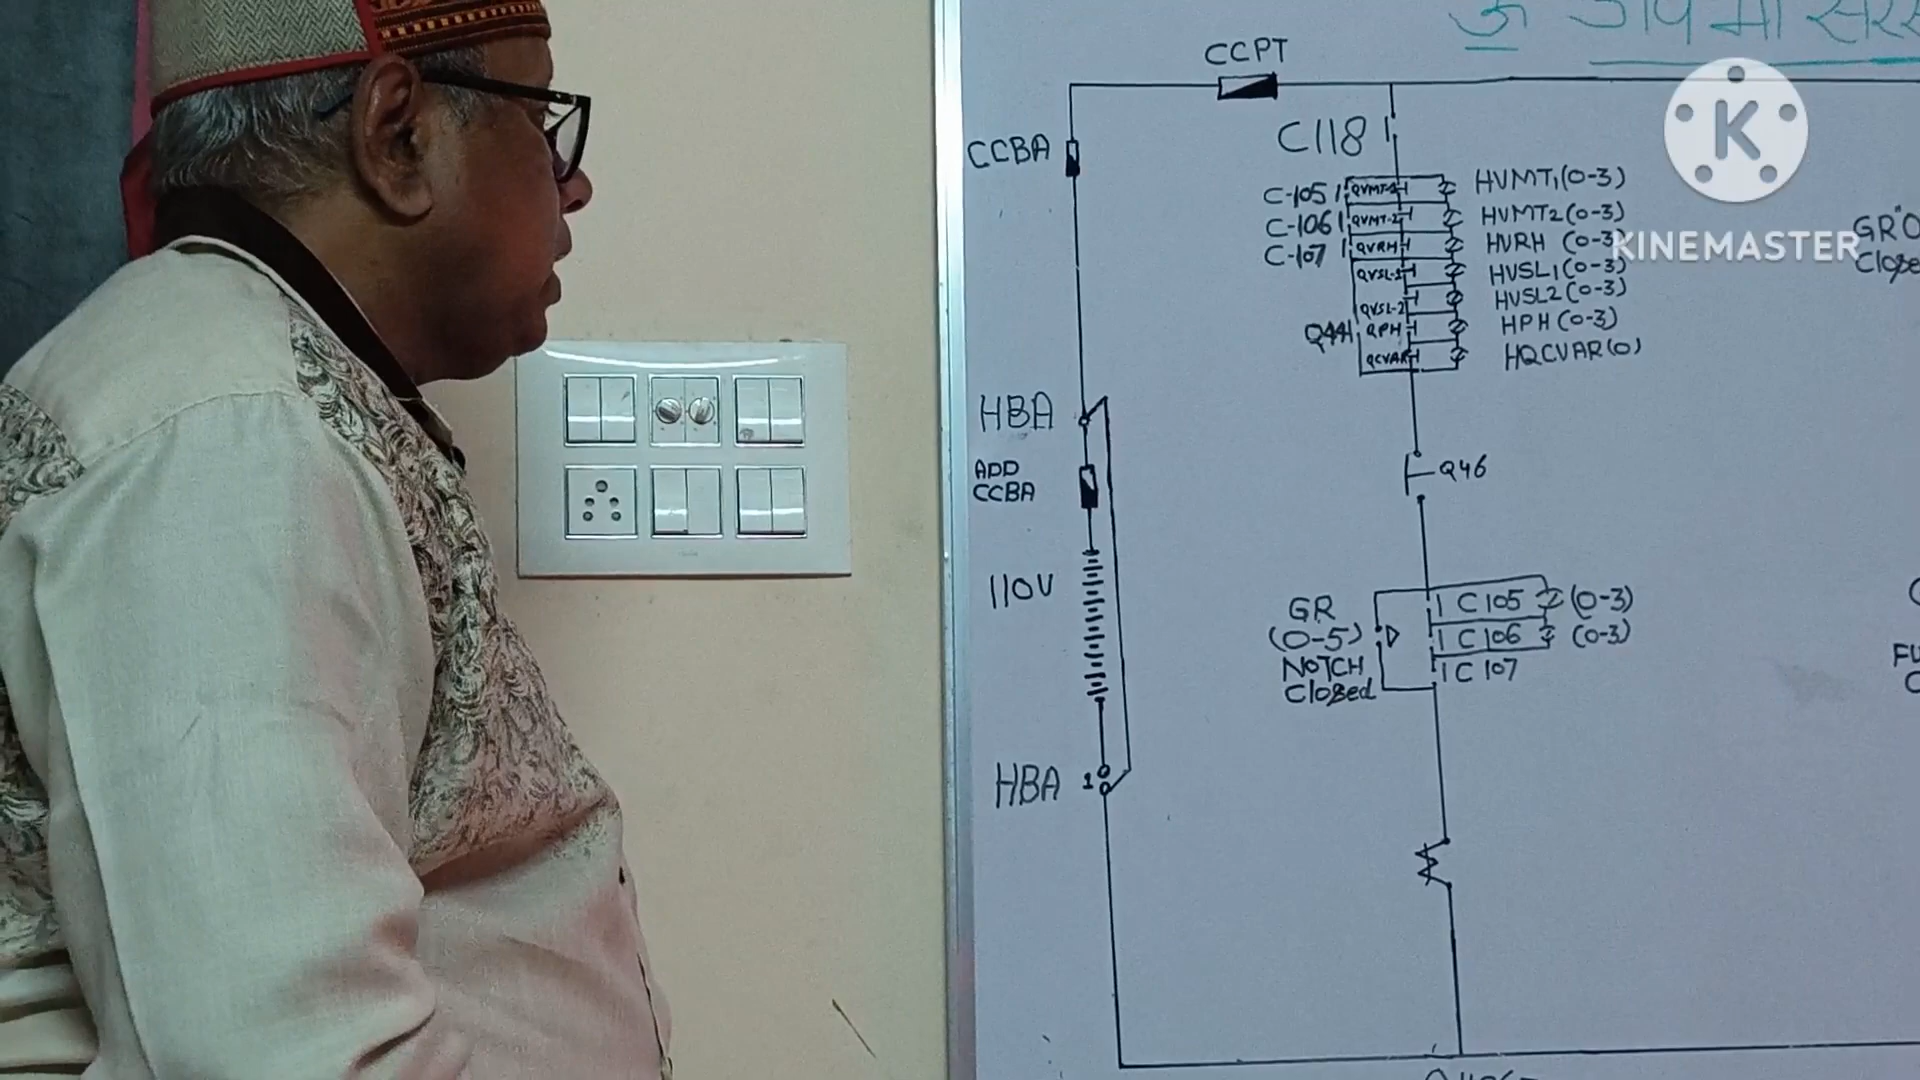 ॐ जय माँ
CCPT
KINEMASTER
CCBA
C118
C-105 QVMT-1 HVMT1 (0-3)
C-106 QVMT-2 HVMT2 (0-3)
C-107 QVRH HVRH (0-3)
QVSL-1 HVSL1 (0-3)
QVSL-2 HVSL2 (0-3)
Q44 QPH HPH (0-3)
QCVAR HQCVAR (0)
Closed
HBA
ADD
CCBA
Q46
110V
GR
(0-5)
NOTCH
Closed
C105 (0-3)
C106 (0-3)
C107
HBA 1